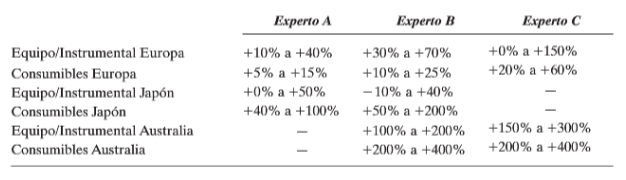 Experto A Experto B Experto C
Equipo/Instrumental Europa +10% a +40% +30% a +70% +0% a +150%
Consumibles Europa +5% a +15% +10% a +25% +20% a +60%
Equipo/Instrumental Japón +0% a +50% −10% a +40% —
Consumibles Japón +40% a +100% +50% a +200% —
Equipo/Instrumental Australia — +100% a +200% +150% a +300%
Consumibles Australia — +200% a +400% +200% a +400%